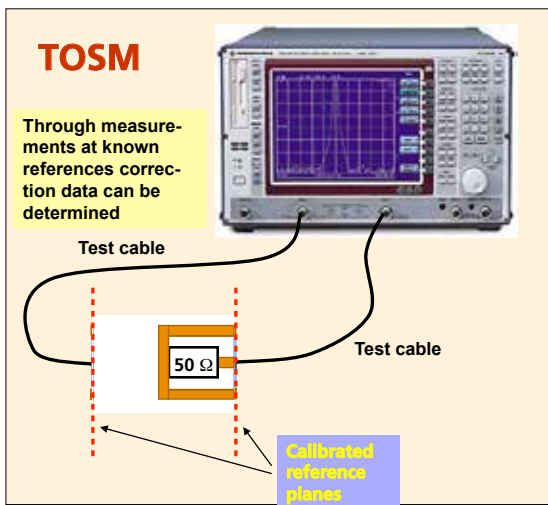 TOSM
Through measure-
ments at known
references correc-
tion data can be
determined
Test cable
50 Ω
Test cable
Calibrated
reference
planes